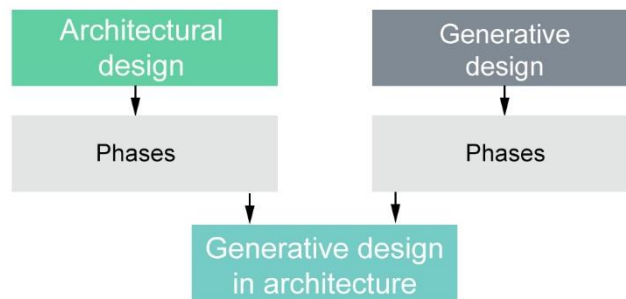 Architectural
design
Generative
design
Phases
Phases
Generative design
in architecture